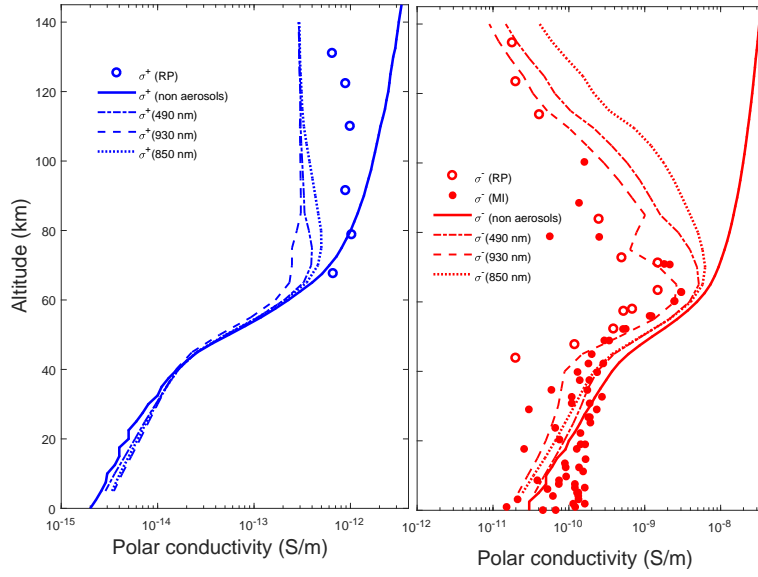 140
120
100
80
60
40
20
0
Altitude (km)
10^-15
10^-14
10^-13
10^-12
Polar conductivity (S/m)
σ^+ (RP)
σ^+ (non aerosols)
σ^+ (490 nm)
σ^+ (930 nm)
σ^+ (850 nm)
10^-12
10^-11
10^-10
10^-9
10^-8
Polar conductivity (S/m)
σ^- (RP)
σ^- (MI)
σ^- (non aerosols)
σ^- (490 nm)
σ^- (930 nm)
σ^- (850 nm)